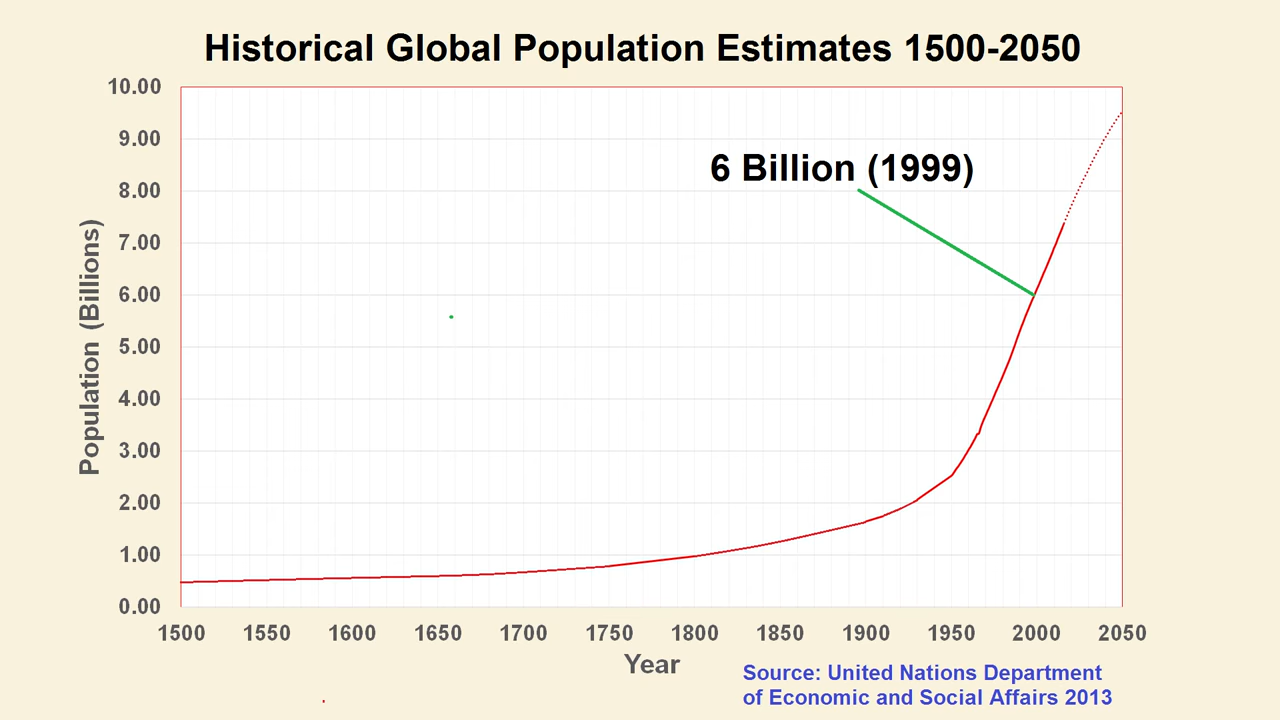 Historical Global Population Estimates 1500-2050
10.00
9.00
8.00
7.00
6.00
5.00
4.00
3.00
2.00
1.00
0.00
Population (Billions)
6 Billion (1999)
1500 1550 1600 1650 1700 1750 1800 1850 1900 1950 2000 2050
Year
Source: United Nations Department
of Economic and Social Affairs 2013